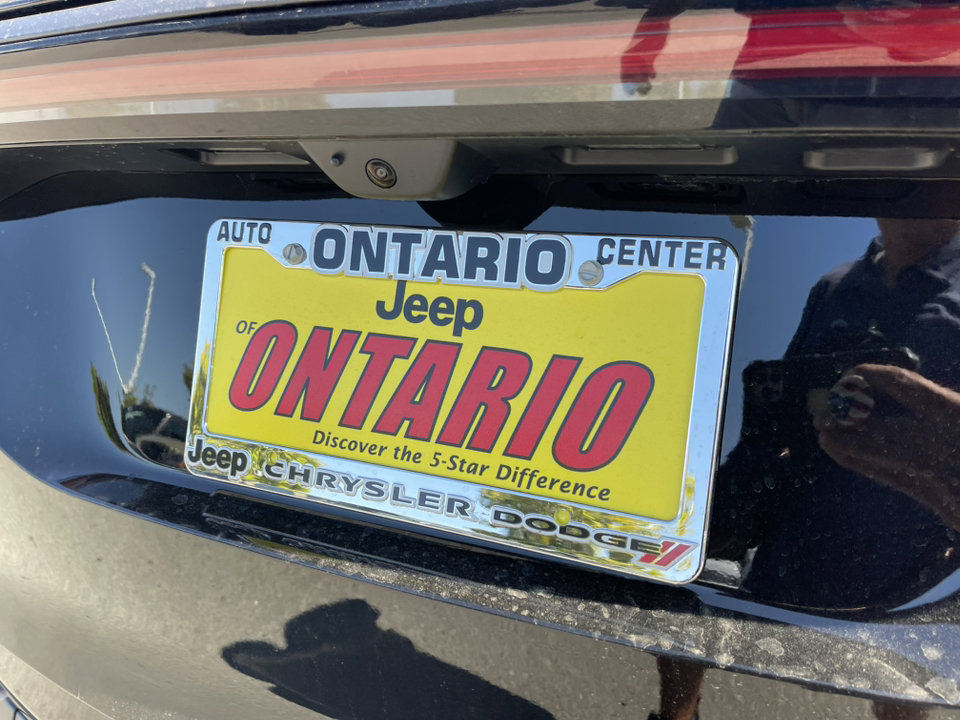 AUTO ONTARIO CENTER
Jeep
OF ONTARIO
Discover the 5-Star Difference
Jeep CHRYSLER DODGE